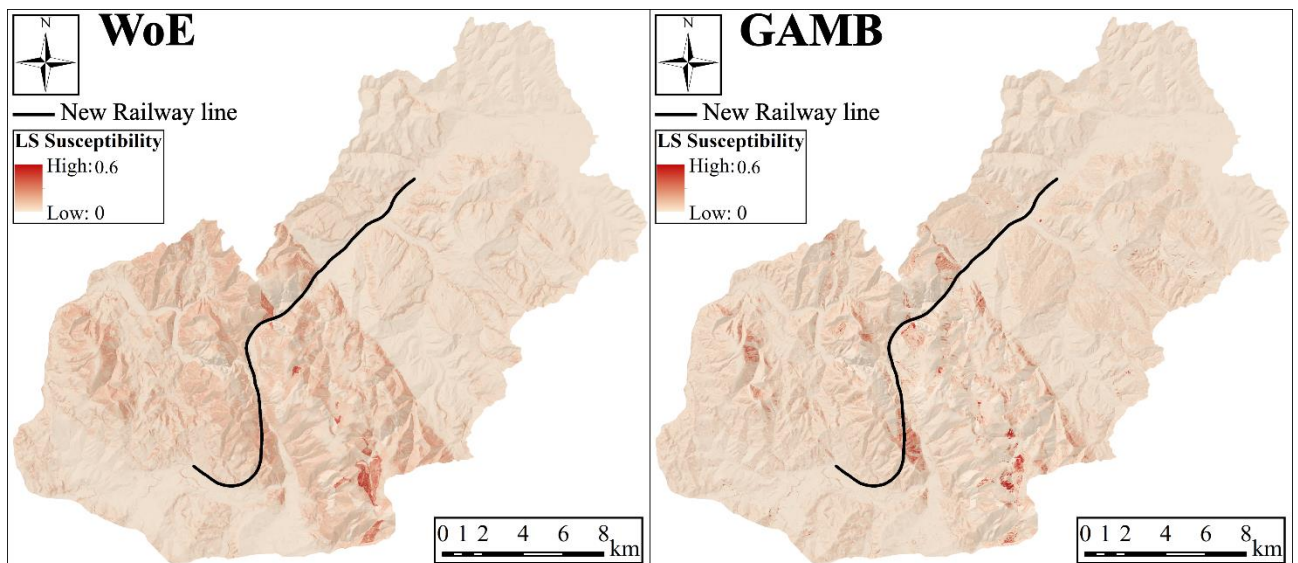 N
WoE
New Railway line
LS Susceptibility
High: 0.6
Low: 0
0 1 2 4 6 8
km
N
GAMB
New Railway line
LS Susceptibility
High: 0.6
Low: 0
0 1 2 4 6 8
km